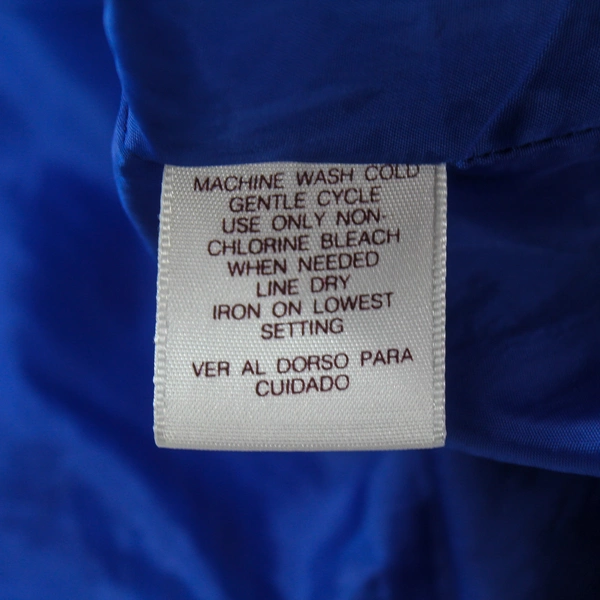 MACHINE WASH COLD
GENTLE CYCLE
USE ONLY NON-
CHLORINE BLEACH
WHEN NEEDED
LINE DRY
IRON ON LOWEST
SETTING
VER AL DORSO PARA
CUIDADO